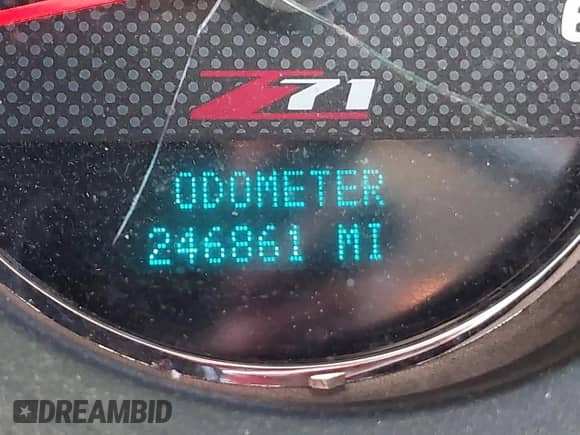 Z71
ODOMETER
246861 MI
DREAMBID